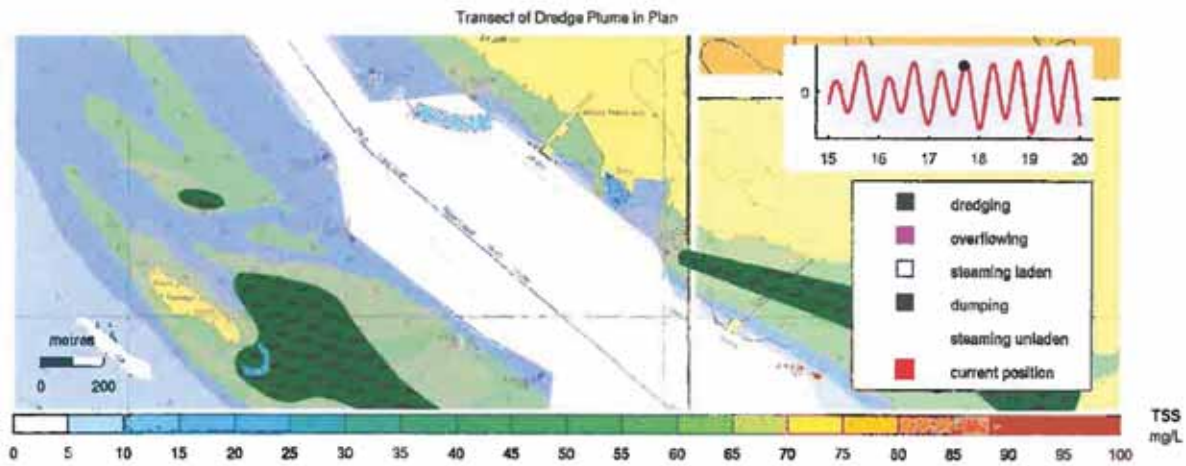 Transect of Dredge Plume in Plan
0
15 16 17 18 19 20
dredging
overflowing
steaming laden
dumping
steaming unladen
current position
metres
0 200
TSS
mg/L
0 5 10 15 20 25 30 35 40 45 50 55 60 65 70 75 80 85 90 95 100